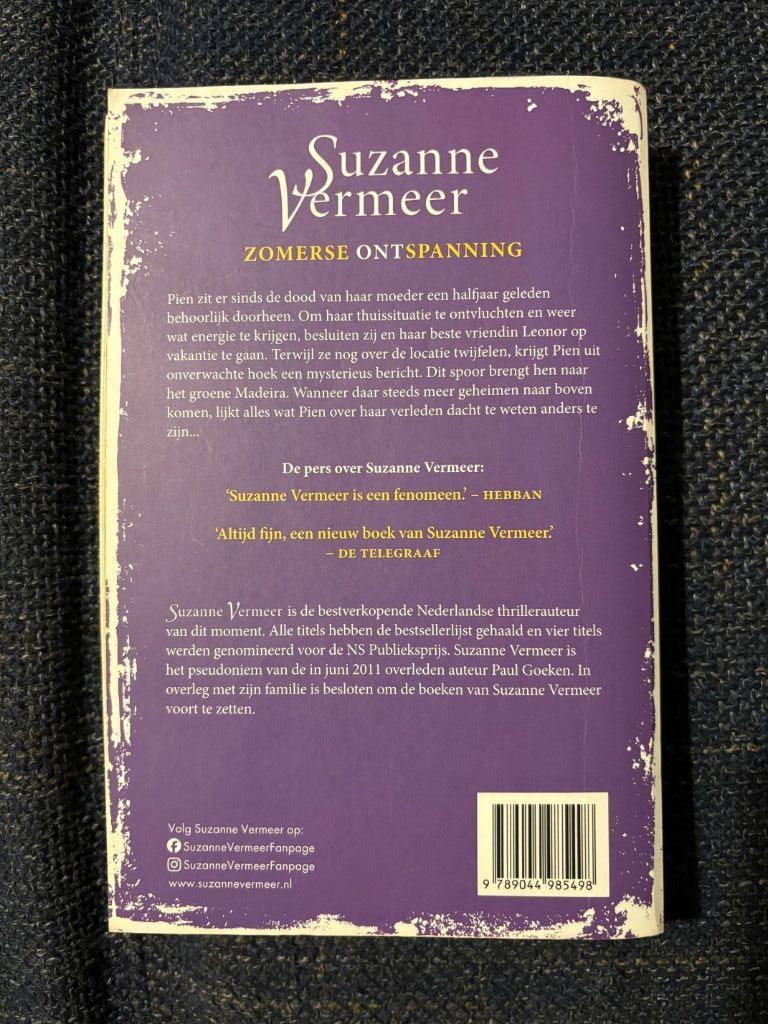 Suzanne
Vermeer
ZOMERSE ONTSPANNING
Pien zit er sinds de dood van haar moeder een halfjaar geleden
behoorlijk doorheen. Om haar thuissituatie te ontvluchten en weer
wat energie te krijgen, besluiten zij en haar beste vriendin Leonor op
vakantie te gaan. Terwijl ze nog over de locatie twijfelen, krijgt Pien uit
onverwachte hoek een mysterieus bericht. Dit spoor brengt hen naar
het groene Madeira. Wanneer daar steeds meer geheimen naar boven
komen, lijkt alles wat Pien over haar verleden dacht te weten anders te
zijn...
De pers over Suzanne Vermeer:
‘Suzanne Vermeer is een fenomeen.’ – HEBBAN
‘Altijd fijn, een nieuw boek van Suzanne Vermeer.’
– DE TELEGRAAF
Suzanne Vermeer is de bestverkopende Nederlandse thrillerauteur
van dit moment. Alle titels hebben de bestsellerlijst gehaald en vier titels
werden genomineerd voor de NS Publieksprijs. Suzanne Vermeer is
het pseudoniem van de in juni 2011 overleden auteur Paul Goeken. In
overleg met zijn familie is besloten om de boeken van Suzanne Vermeer
voort te zetten.
Volg Suzanne Vermeer op:
SuzanneVermeerFanpage
SuzanneVermeerFanpage
www.suzannevermeer.nl
9 789044 985498